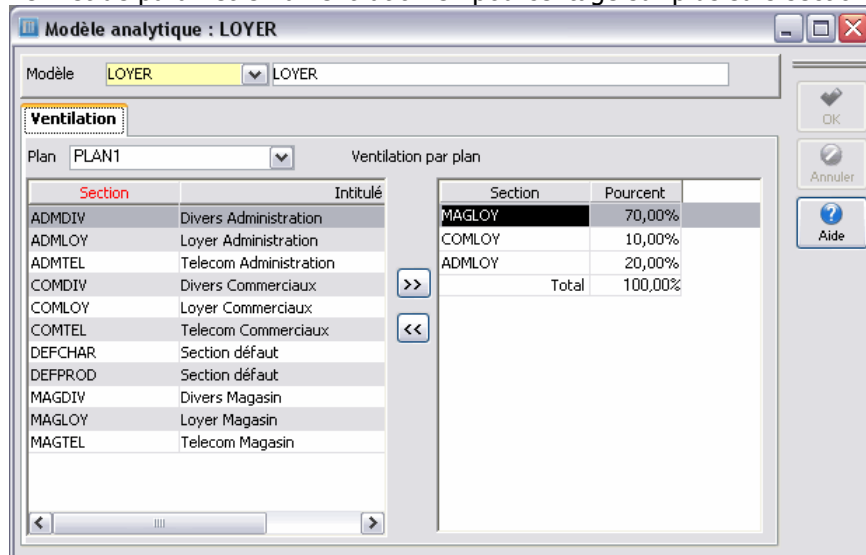 Modèle analytique : LOYER
Modèle LOYER LOYER
Ventilation
Plan PLAN1 Ventilation par plan
Section Intitulé
ADMDIV Divers Administration
ADMLOY Loyer Administration
ADMTEL Telecom Administration
COMDIV Divers Commerciaux
COMLOY Loyer Commerciaux
COMTEL Telecom Commerciaux
DEFCHAR Section défaut
DEFPROD Section défaut
MAGDIV Divers Magasin
MAGLOY Loyer Magasin
MAGTEL Telecom Magasin
>>
<<
Section Pourcent
MAGLOY 70,00%
COMLOY 10,00%
ADMLOY 20,00%
Total 100,00%
OK
Annuler
Aide